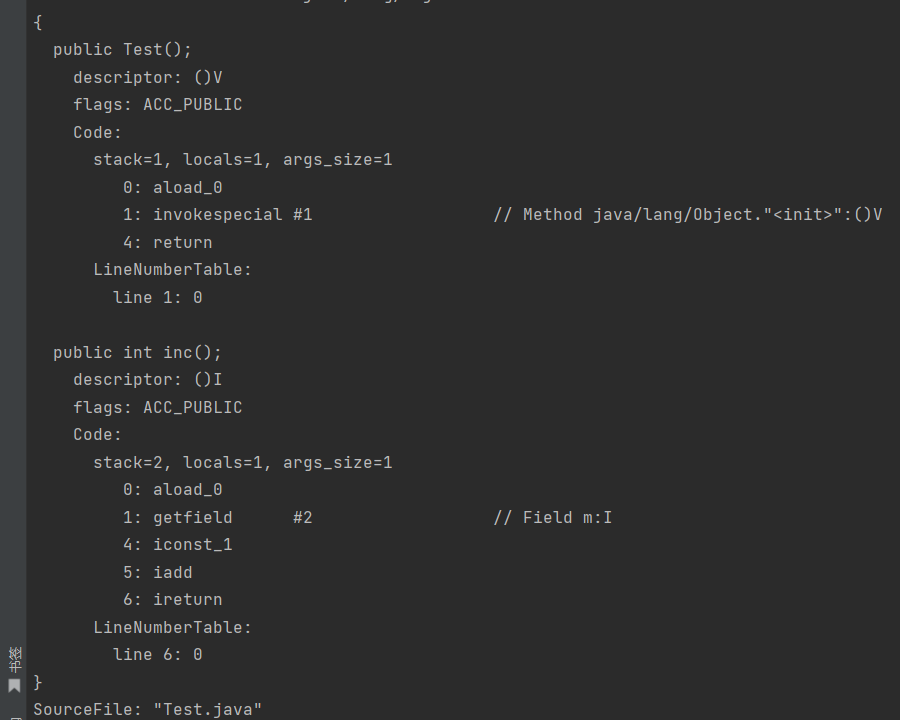 {
  public Test();
    descriptor: ()V
    flags: ACC_PUBLIC
    Code:
      stack=1, locals=1, args_size=1
         0: aload_0
         1: invokespecial #1                  // Method java/lang/Object."<init>":()V
         4: return
      LineNumberTable:
        line 1: 0

  public int inc();
    descriptor: ()I
    flags: ACC_PUBLIC
    Code:
      stack=2, locals=1, args_size=1
         0: aload_0
         1: getfield      #2                  // Field m:I
         4: iconst_1
         5: iadd
         6: ireturn
      LineNumberTable:
        line 6: 0
}
SourceFile: "Test.java"
书签